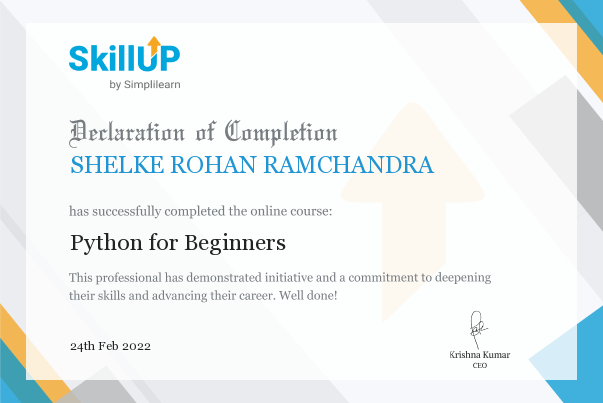 SkillUP
by Simplilearn
Declaration of Completion
SHELKE ROHAN RAMCHANDRA
has successfully completed the online course:
Python for Beginners
This professional has demonstrated initiative and a commitment to deepening
their skills and advancing their career. Well done!
24th Feb 2022
Krishna Kumar
CEO